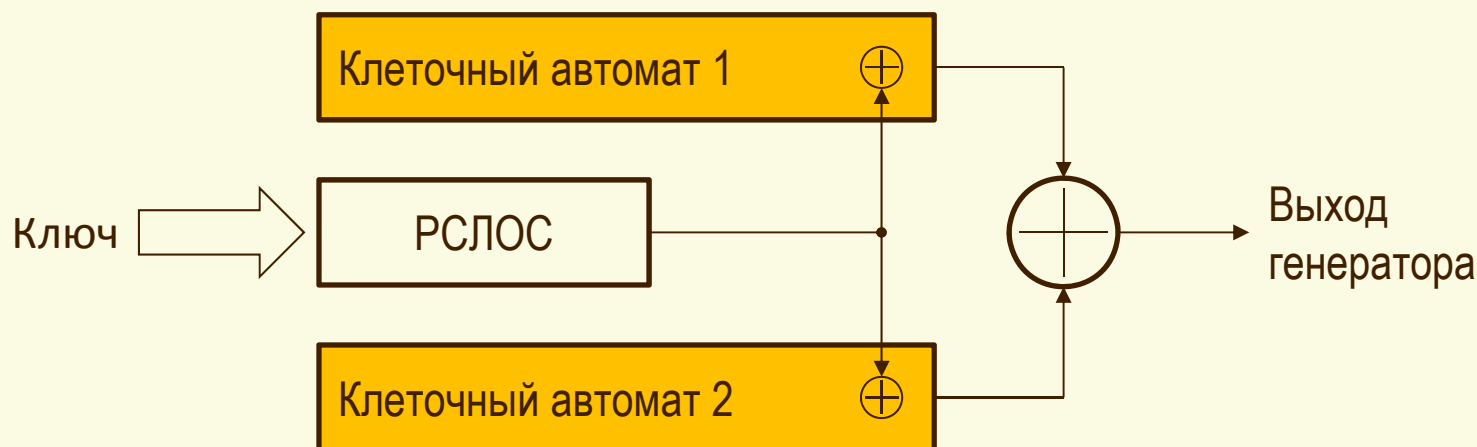 Клеточный автомат 1
Ключ
РСЛОС
Выход
генератора
Клеточный автомат 2